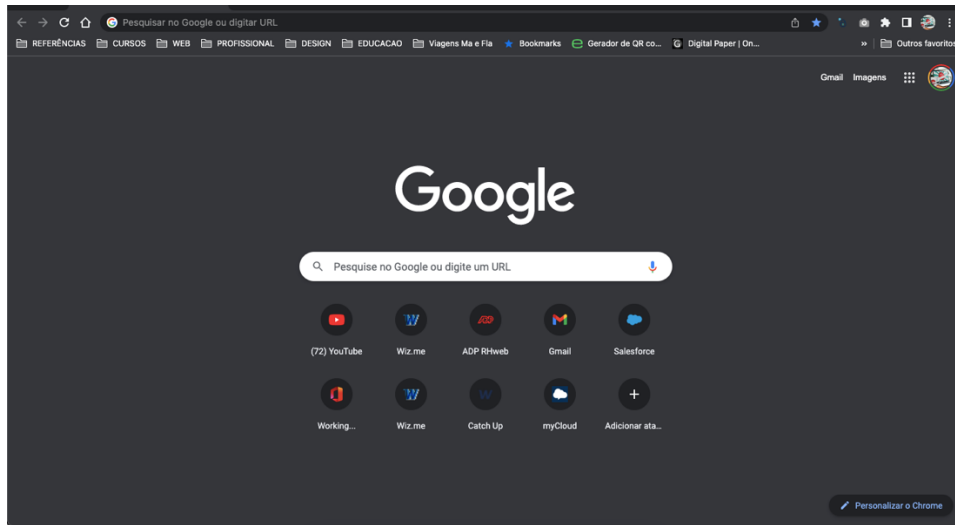 Pesquisar no Google ou digitar URL
REFERÊNCIAS CURSOS WEB PROFISSIONAL DESIGN EDUCACAO Viagens Ma e Fla Bookmarks Gerador de QR co... Digital Paper | On... » Outros favoritos
Gmail Imagens
Google
Pesquise no Google ou digite um URL
(72) YouTube Wiz.me ADP RHweb Gmail Salesforce
Working... Wiz.me Catch Up myCloud Adicionar ata...
Personalizar o Chrome